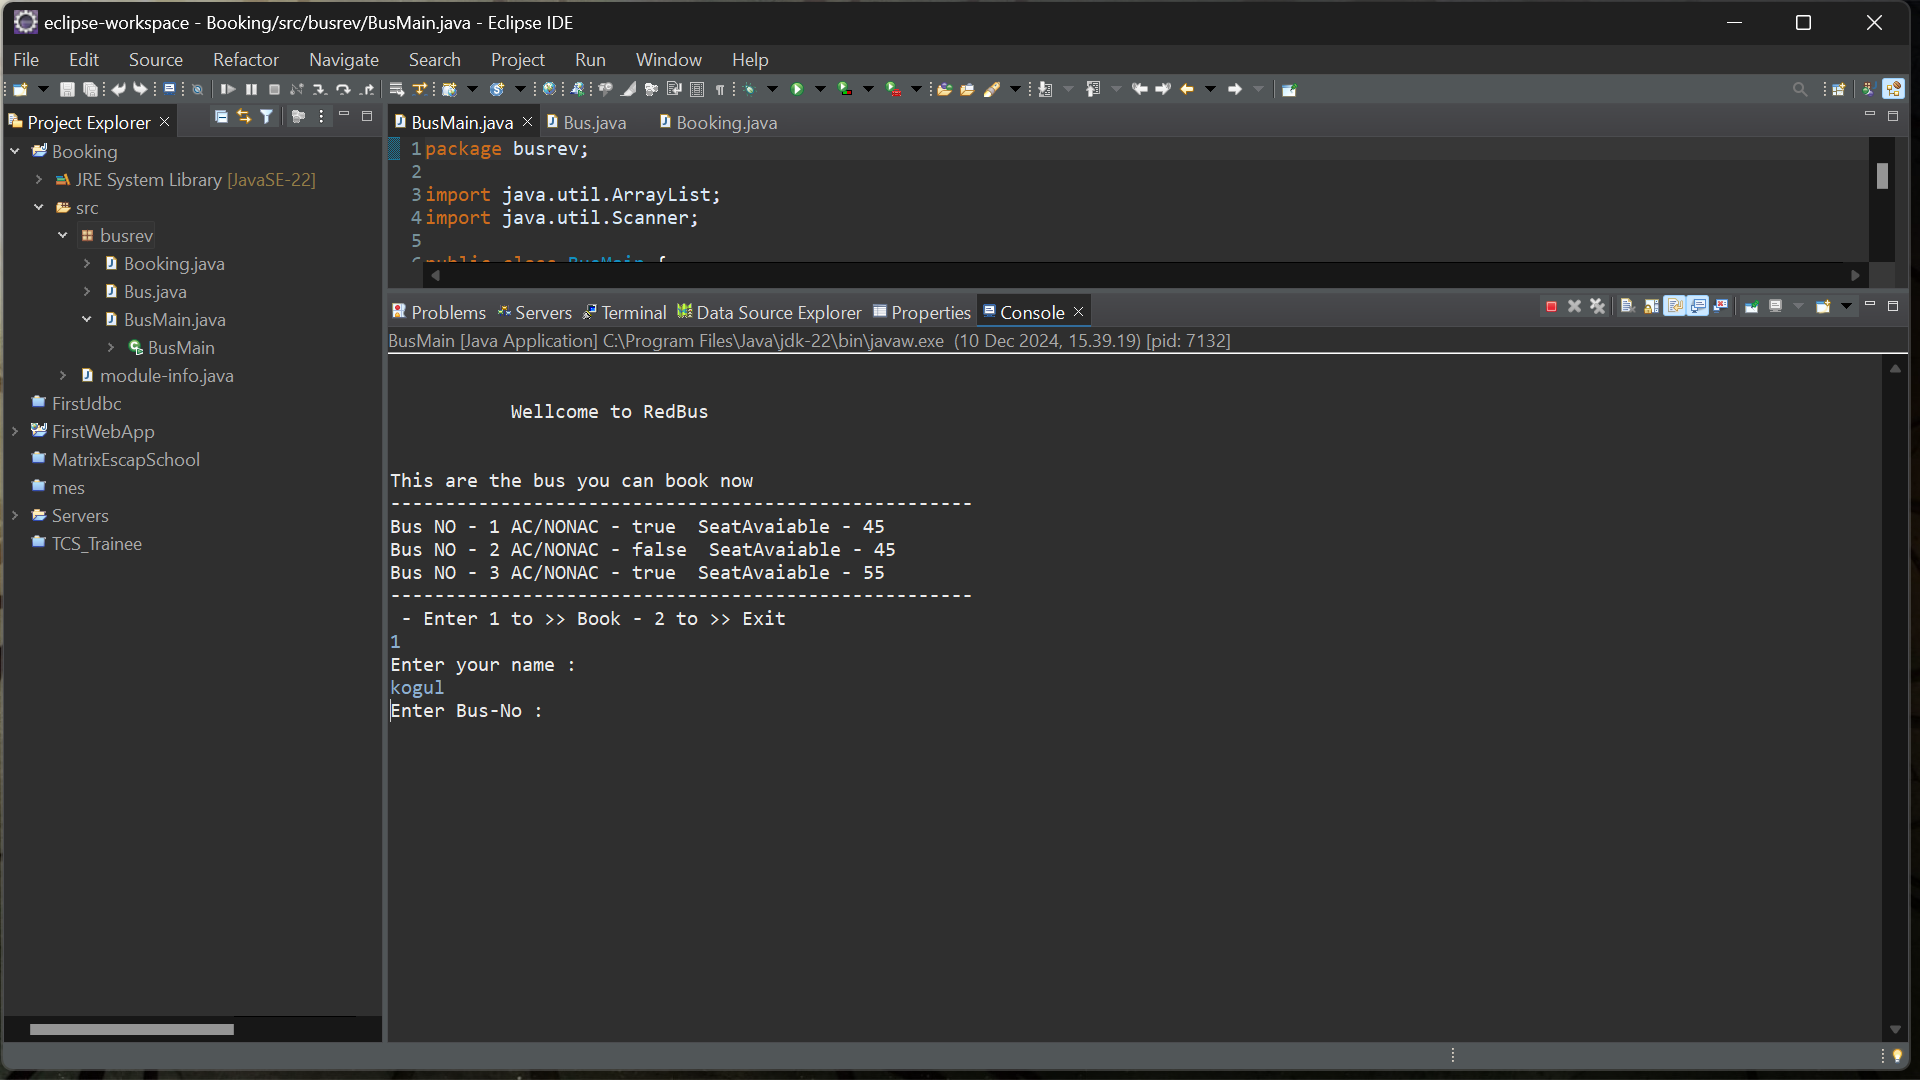 eclipse-workspace - Booking/src/busrev/BusMain.java - Eclipse IDE
File Edit Source Refactor Navigate Search Project Run Window Help
Project Explorer
Booking
JRE System Library [JavaSE-22]
src
busrev
Booking.java
Bus.java
BusMain.java
BusMain
module-info.java
FirstJdbc
FirstWebApp
MatrixEscapSchool
mes
Servers
TCS_Trainee
BusMain.java Bus.java Booking.java
1 package busrev;
2
3 import java.util.ArrayList;
4 import java.util.Scanner;
5
6 public class BusMain {
Problems Servers Terminal Data Source Explorer Properties Console
BusMain [Java Application] C:\Program Files\Java\jdk-22\bin\javaw.exe (10 Dec 2024, 15.39.19) [pid: 7132]
Wellcome to RedBus
This are the bus you can book now
-----------------------------------------------------
Bus NO - 1 AC/NONAC - true  SeatAvaiable - 45
Bus NO - 2 AC/NONAC - false  SeatAvaiable - 45
Bus NO - 3 AC/NONAC - true  SeatAvaiable - 55
-----------------------------------------------------
- Enter 1 to >> Book - 2 to >> Exit
1
Enter your name :
kogul
Enter Bus-No :